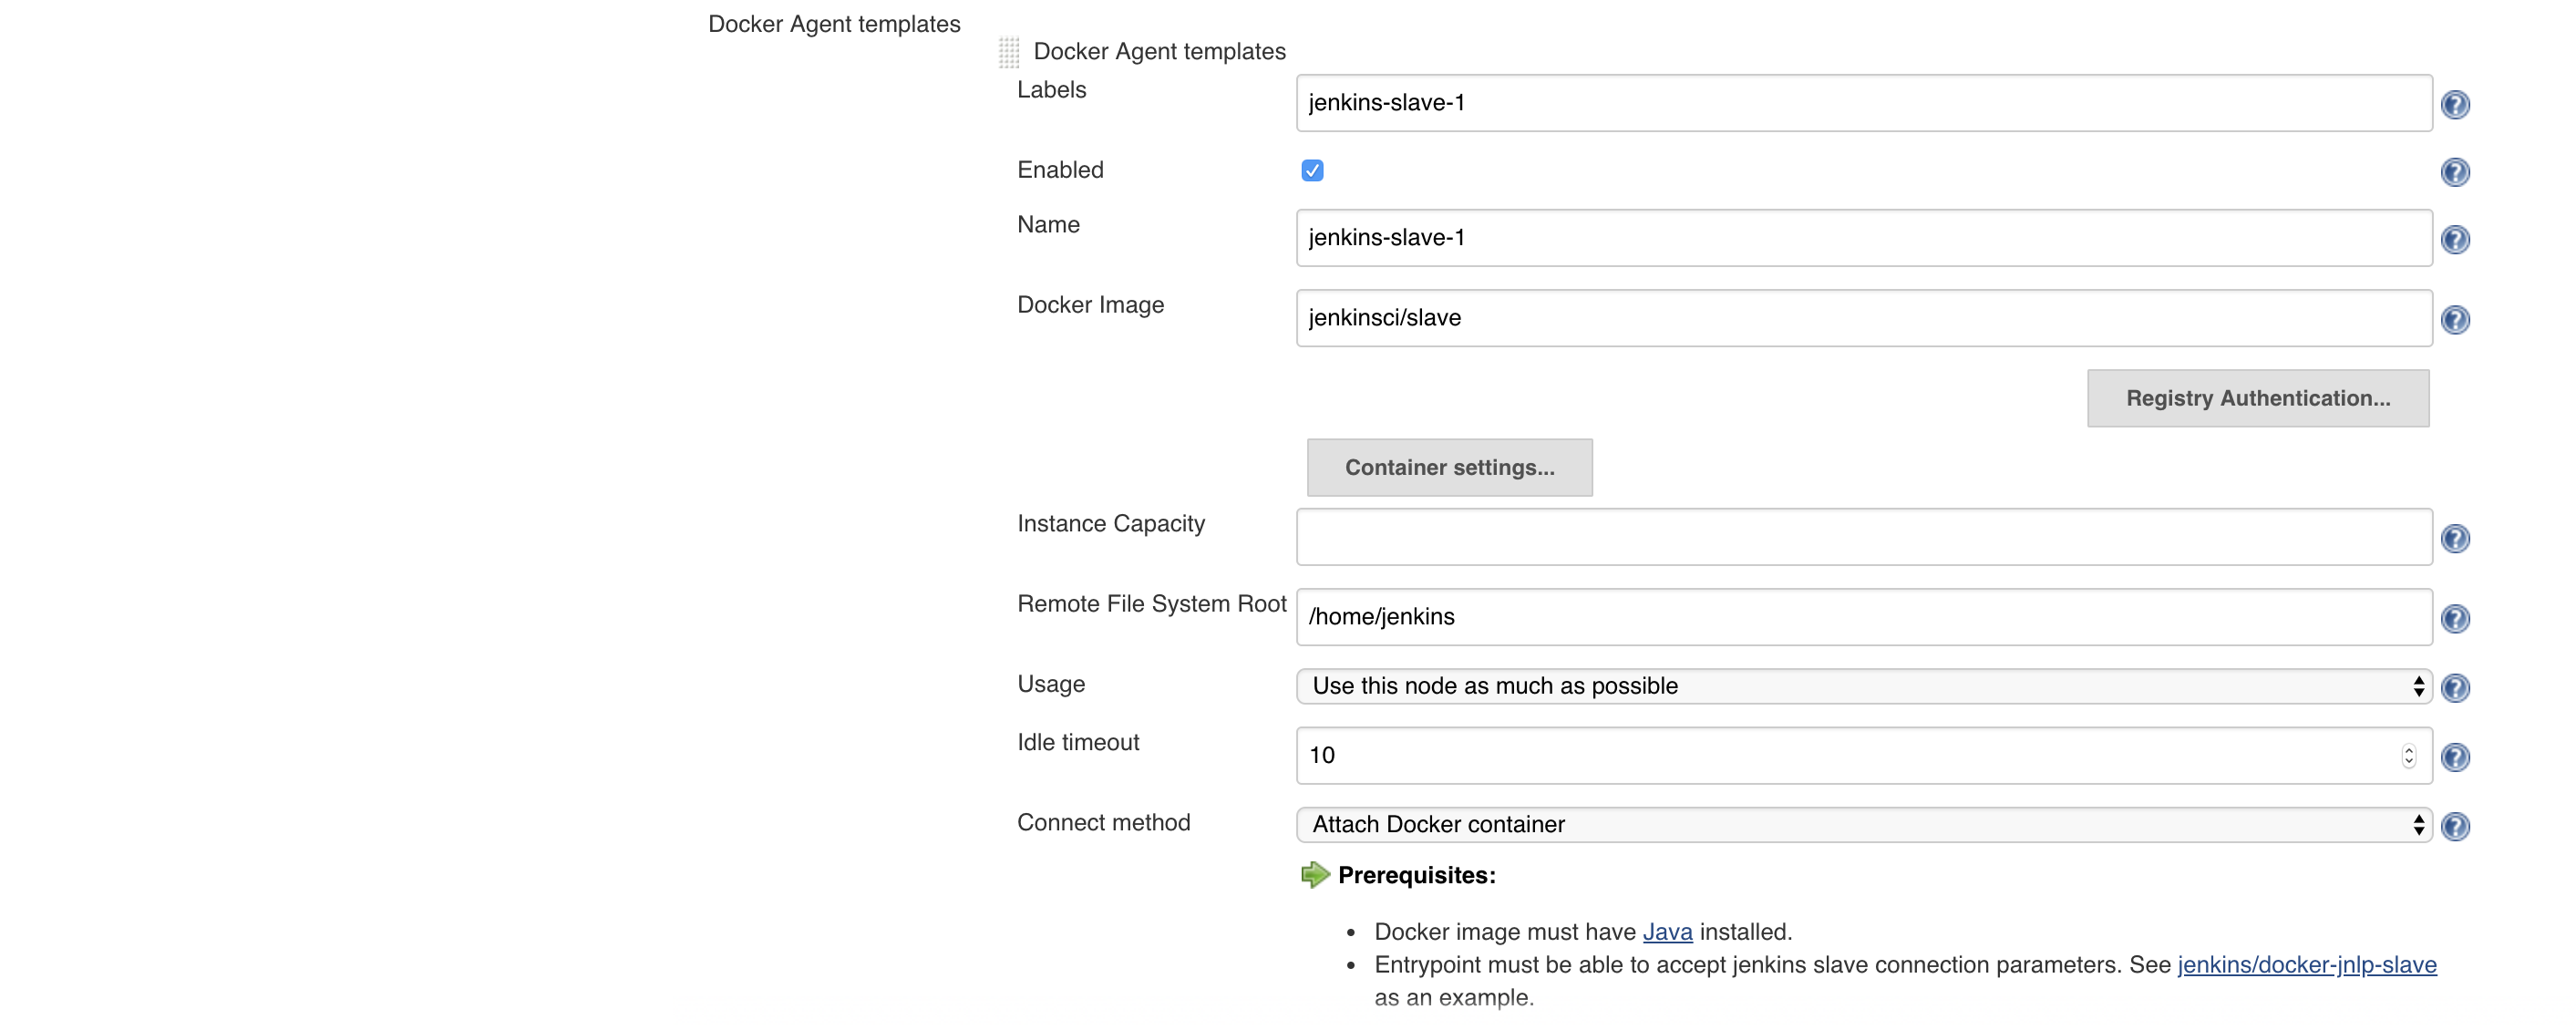 Docker Agent templates
Docker Agent templates
Labels
jenkins-slave-1
Enabled
Name
jenkins-slave-1
Docker Image
jenkinsci/slave
Registry Authentication...
Container settings...
Instance Capacity
Remote File System Root
/home/jenkins
Usage
Use this node as much as possible
Idle timeout
10
Connect method
Attach Docker container
Prerequisites:
• Docker image must have Java installed.
• Entrypoint must be able to accept jenkins slave connection parameters. See jenkins/docker-jnlp-slave
as an example.